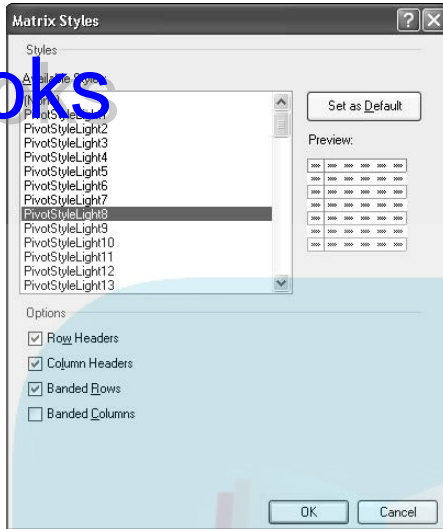 Matrix Styles
Styles
oks
PivotStyleLight2
PivotStyleLight3
PivotStyleLight4
PivotStyleLight5
PivotStyleLight6
PivotStyleLight7
PivotStyleLight8
PivotStyleLight9
PivotStyleLight10
PivotStyleLight11
PivotStyleLight12
PivotStyleLight13
Set as Default
Preview:
Options
Row Headers
Column Headers
Banded Rows
Banded Columns
OK Cancel